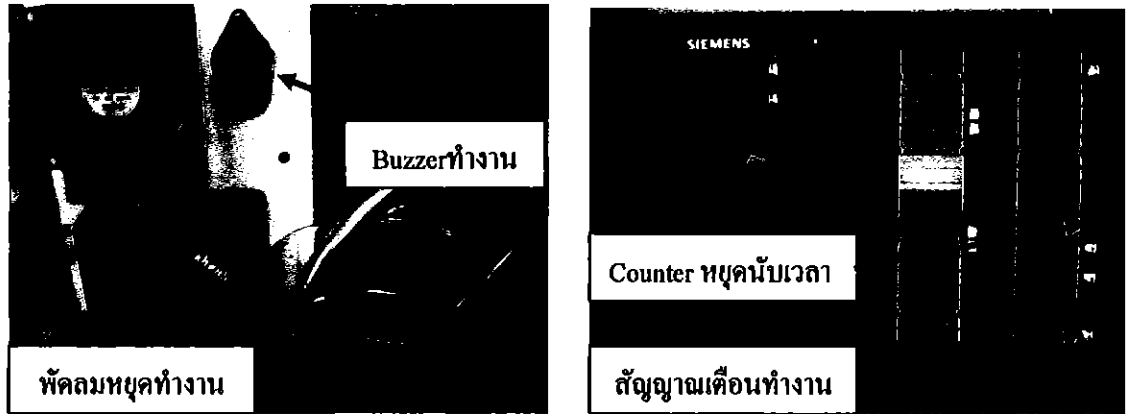 Buzzerทำงาน
พัดลมหยุดทำงาน
SIEMENS
Counter หยุดนับเวลา
สัญญาณเตือนทำงาน